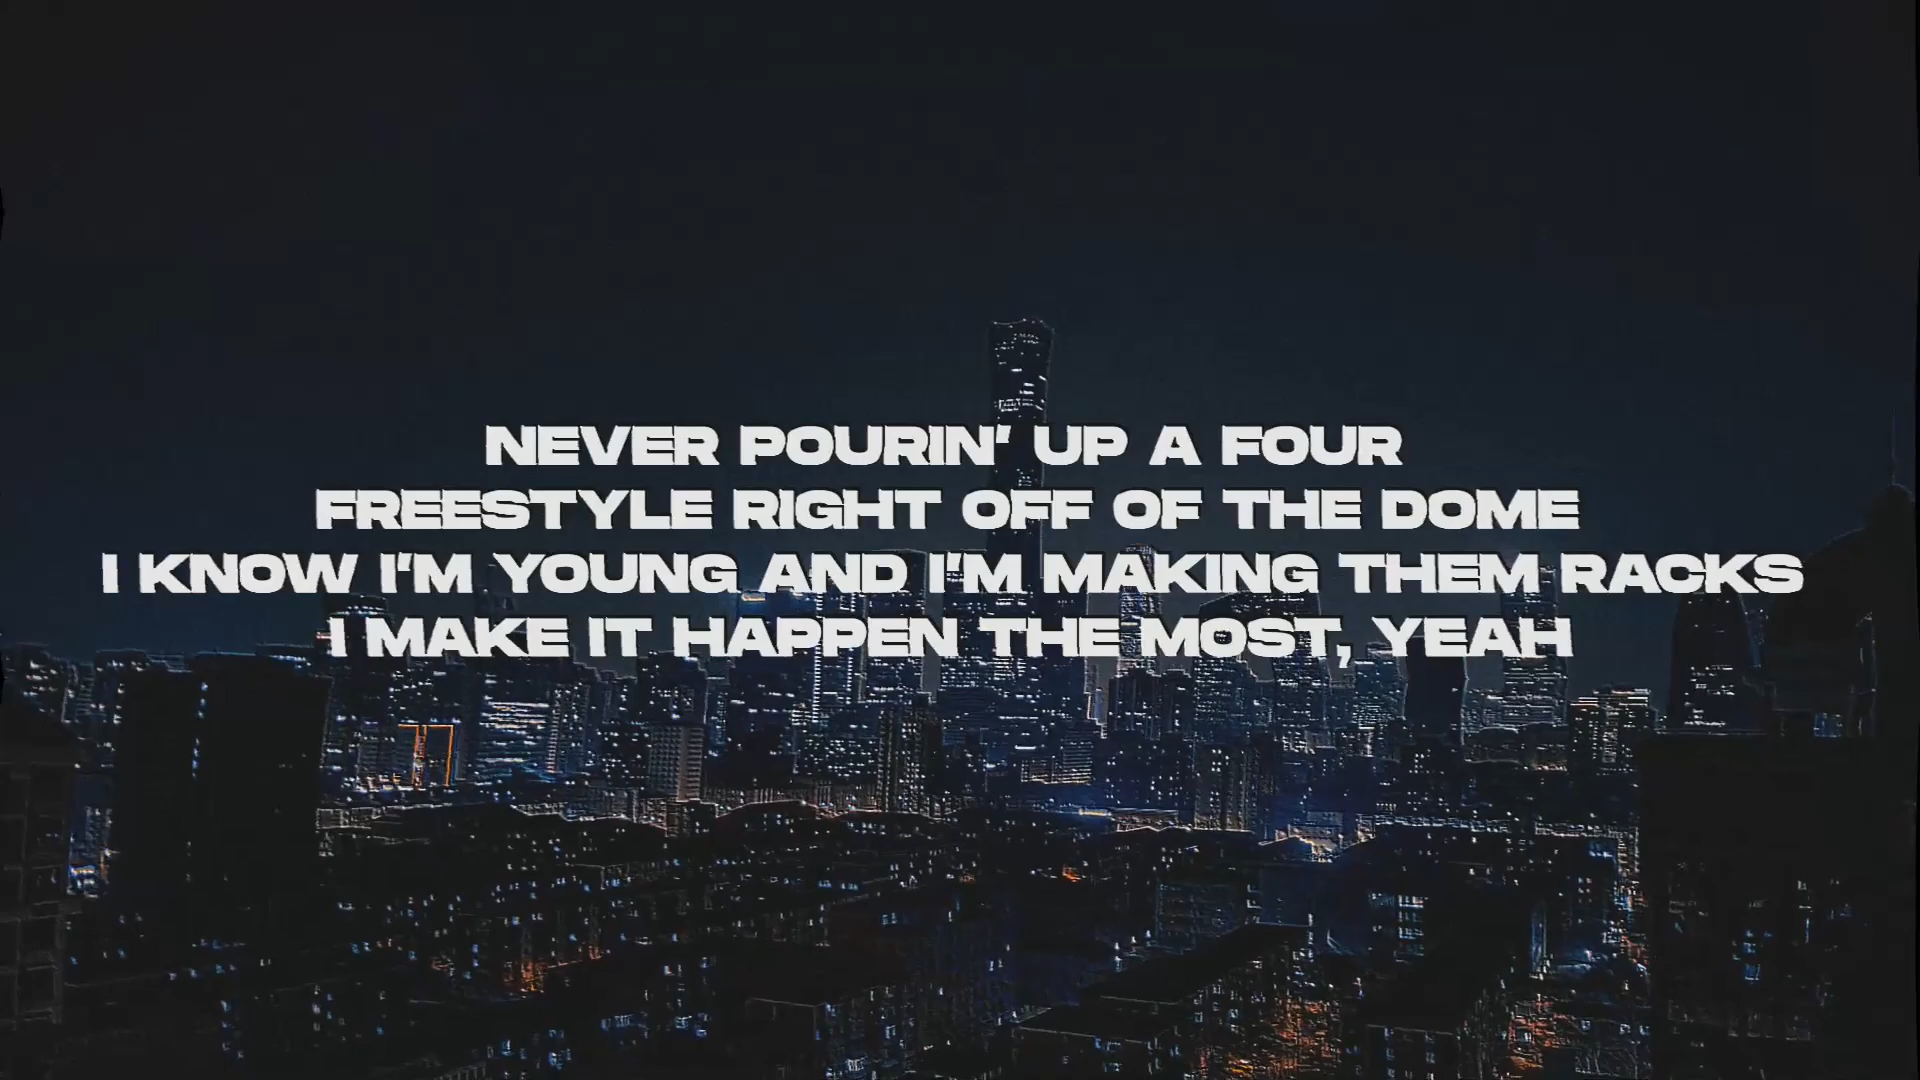 NEVER POURIN' UP A FOUR
FREESTYLE RIGHT OFF OF THE DOME
I KNOW I'M YOUNG AND I'M MAKING THEM RACKS
I MAKE IT HAPPEN THE MOST, YEAH